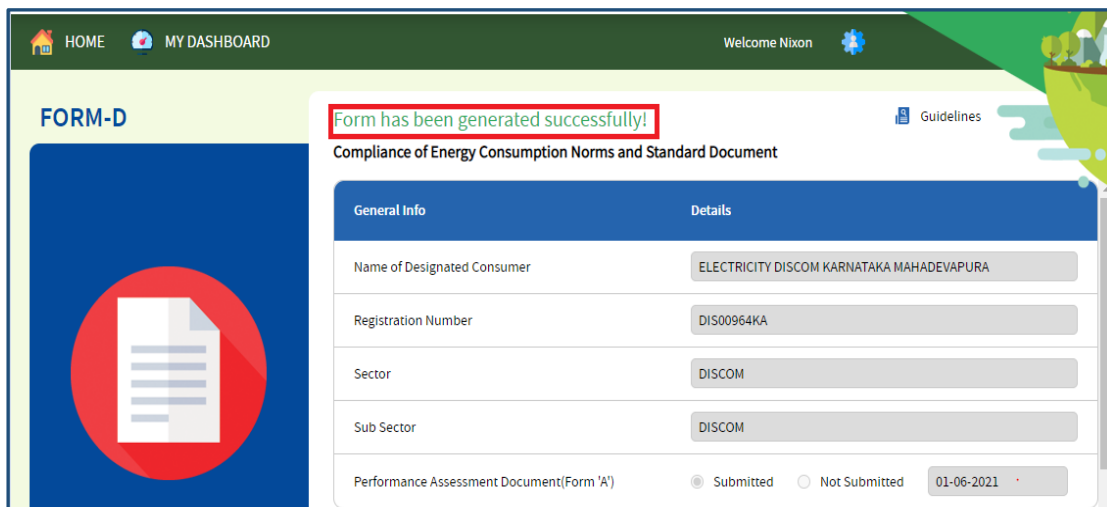 HOME MY DASHBOARD Welcome Nixon
FORM-D
Form has been generated successfully!
Guidelines
Compliance of Energy Consumption Norms and Standard Document
General Info Details
Name of Designated Consumer ELECTRICITY DISCOM KARNATAKA MAHADEVAPURA
Registration Number DIS00964KA
Sector DISCOM
Sub Sector DISCOM
Performance Assessment Document(Form 'A') Submitted Not Submitted 01-06-2021